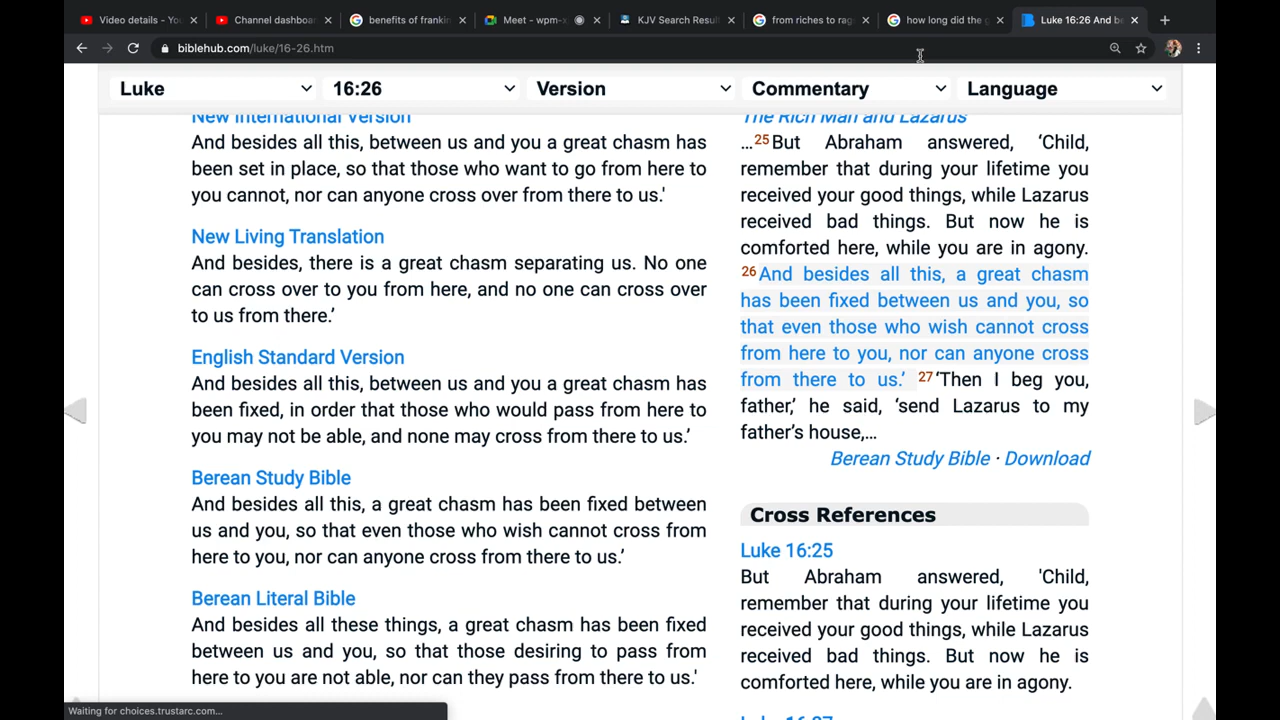 Video details - Yo
Channel dashboar
benefits of frankin
Meet - wpm-x
KJV Search Resul
from riches to rag
how long did the g
Luke 16:26 And be
biblehub.com/luke/16-26.htm
Luke
16:26
Version
Commentary
Language
New International Version
And besides all this, between us and you a great chasm has
been set in place, so that those who want to go from here to
you cannot, nor can anyone cross over from there to us.'
New Living Translation
And besides, there is a great chasm separating us. No one
can cross over to you from here, and no one can cross over
to us from there.’
English Standard Version
And besides all this, between us and you a great chasm has
been fixed, in order that those who would pass from here to
you may not be able, and none may cross from there to us.’
Berean Study Bible
And besides all this, a great chasm has been fixed between
us and you, so that even those who wish cannot cross from
here to you, nor can anyone cross from there to us.’
Berean Literal Bible
And besides all these things, a great chasm has been fixed
between us and you, so that those desiring to pass from
here to you are not able, nor can they pass from there to us.'
The Rich Man and Lazarus
…25But Abraham answered, ‘Child,
remember that during your lifetime you
received your good things, while Lazarus
received bad things. But now he is
comforted here, while you are in agony.
26And besides all this, a great chasm
has been fixed between us and you, so
that even those who wish cannot cross
from here to you, nor can anyone cross
from there to us.’ 27‘Then I beg you,
father,’ he said, ‘send Lazarus to my
father’s house,…
Berean Study Bible · Download
Cross References
Luke 16:25
But Abraham answered, 'Child,
remember that during your lifetime you
received your good things, while Lazarus
received bad things. But now he is
comforted here, while you are in agony.
Luke 16:27
Waiting for choices.trustarc.com...